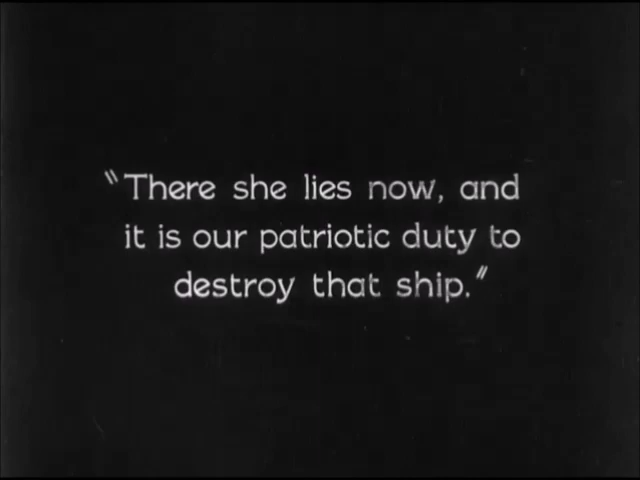 "There she lies now, and
it is our patriotic duty to
destroy that ship."